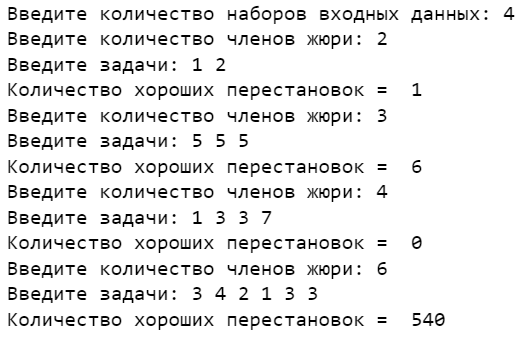 Введите количество наборов входных данных: 4
Введите количество членов жюри: 2
Введите задачи: 1 2
Количество хороших перестановок =  1
Введите количество членов жюри: 3
Введите задачи: 5 5 5
Количество хороших перестановок =  6
Введите количество членов жюри: 4
Введите задачи: 1 3 3 7
Количество хороших перестановок =  0
Введите количество членов жюри: 6
Введите задачи: 3 4 2 1 3 3
Количество хороших перестановок =  540